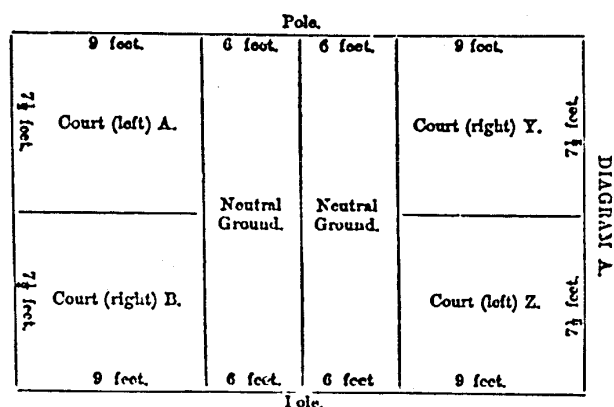 Pole.
9 feet. 6 feet. 6 feet. 9 feet.
7½ feet. Court (left) A. Court (right) Y. 7½ feet.
Neutral Ground. Neutral Ground.
DIAGRAM A.
7½ feet. Court (right) B. Court (left) Z. 7½ feet.
9 feet. 6 feet. 6 feet 9 feet.
Pole.